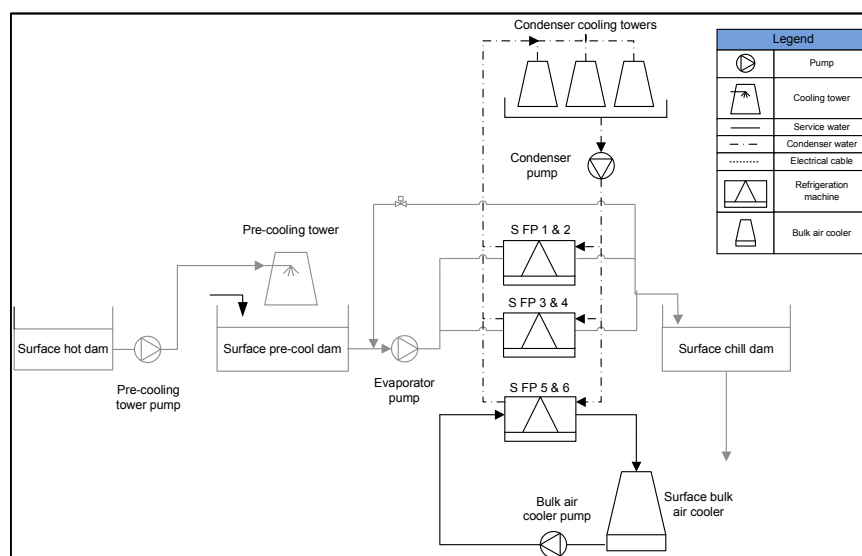 Condenser cooling towers
Legend
Pump
Cooling tower
Service water
Condenser water
Electrical cable
Refrigeration
machine
Bulk air cooler
Condenser
pump
Pre-cooling tower
S FP 1 & 2
S FP 3 & 4
Surface hot dam
Surface pre-cool dam
Surface chill dam
Pre-cooling
tower pump
Evaporator
pump
S FP 5 & 6
Bulk air
cooler pump
Surface bulk
air cooler